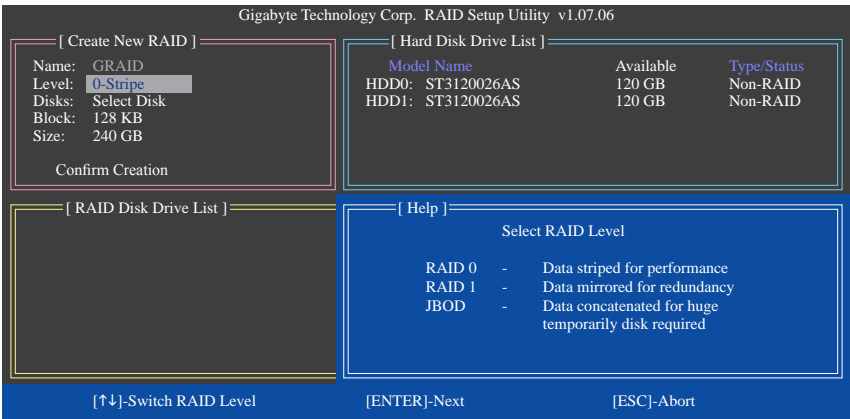 Gigabyte Technology Corp. RAID Setup Utility v1.07.06
[ Create New RAID ]
Name: GRAID
Level: 0-Stripe
Disks: Select Disk
Block: 128 KB
Size: 240 GB
Confirm Creation
[ Hard Disk Drive List ]
Model Name Available Type/Status
HDD0: ST3120026AS 120 GB Non-RAID
HDD1: ST3120026AS 120 GB Non-RAID
[ RAID Disk Drive List ]
[ Help ]
Select RAID Level
RAID 0 - Data striped for performance
RAID 1 - Data mirrored for redundancy
JBOD - Data concatenated for huge
temporarily disk required
[↑↓]-Switch RAID Level [ENTER]-Next [ESC]-Abort